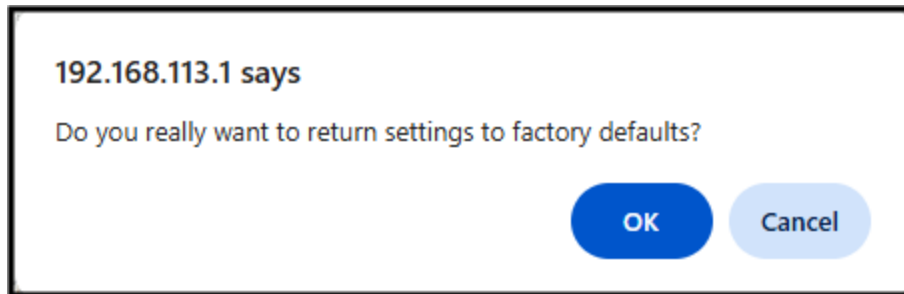 192.168.113.1 says
Do you really want to return settings to factory defaults?
OK Cancel